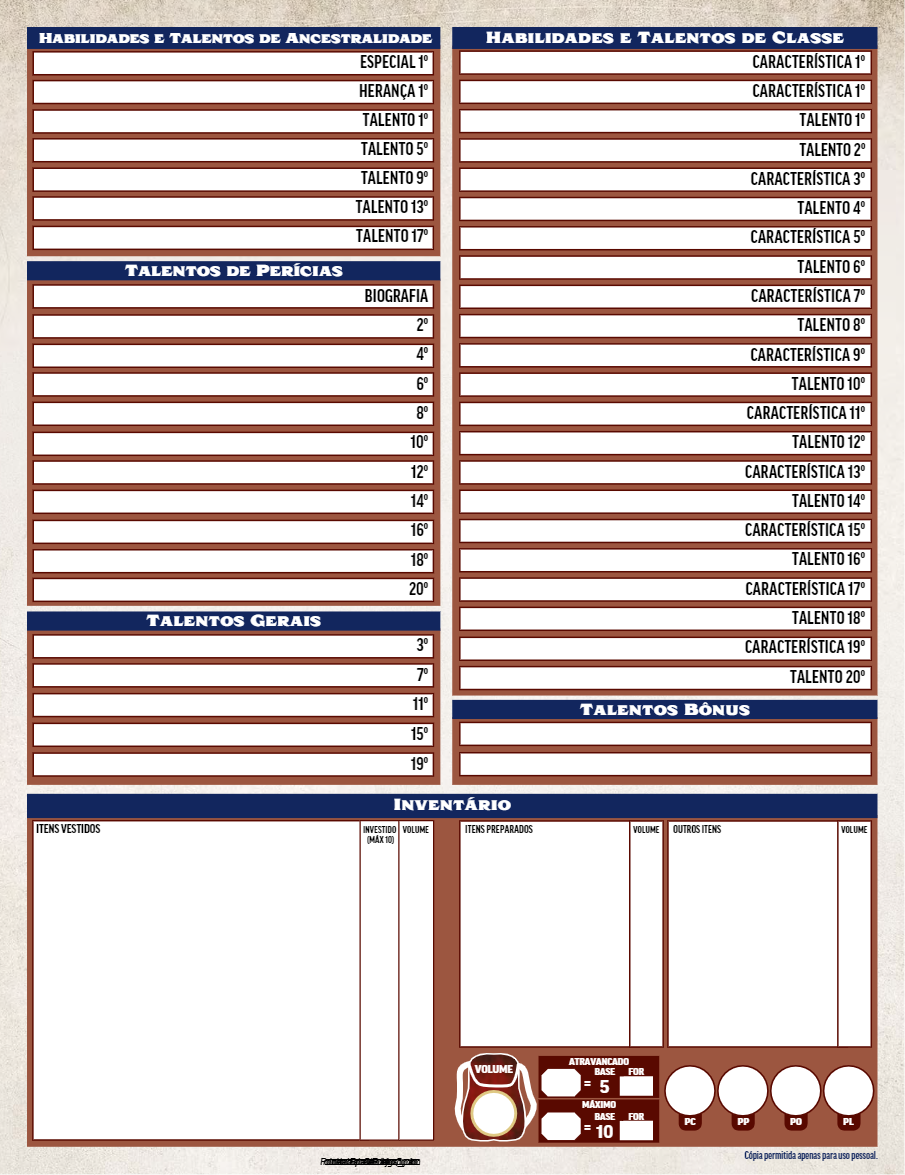 HABILIDADES E TALENTOS DE ANCESTRALIDADE
ESPECIAL 1º
HERANÇA 1º
TALENTO 1º
TALENTO 5º
TALENTO 9º
TALENTO 13º
TALENTO 17º
TALENTOS DE PERÍCIAS
BIOGRAFIA
2º
4º
6º
8º
10º
12º
14º
16º
18º
20º
TALENTOS GERAIS
3º
7º
11º
15º
19º
HABILIDADES E TALENTOS DE CLASSE
CARACTERÍSTICA 1º
CARACTERÍSTICA 1º
TALENTO 1º
TALENTO 2º
CARACTERÍSTICA 3º
TALENTO 4º
CARACTERÍSTICA 5º
TALENTO 6º
CARACTERÍSTICA 7º
TALENTO 8º
CARACTERÍSTICA 9º
TALENTO 10º
CARACTERÍSTICA 11º
TALENTO 12º
CARACTERÍSTICA 13º
TALENTO 14º
CARACTERÍSTICA 15º
TALENTO 16º
CARACTERÍSTICA 17º
TALENTO 18º
CARACTERÍSTICA 19º
TALENTO 20º
TALENTOS BÔNUS
INVENTÁRIO
ITENS VESTIDOS
INVESTIDO
(MÁX 10)
VOLUME
ITENS PREPARADOS
VOLUME
OUTROS ITENS
VOLUME
VOLUME
ATRAVANCADO
BASE FOR
= 5
MÁXIMO
BASE FOR
= 10
PC
PP
PO
PL
Cópia permitida apenas para uso pessoal.